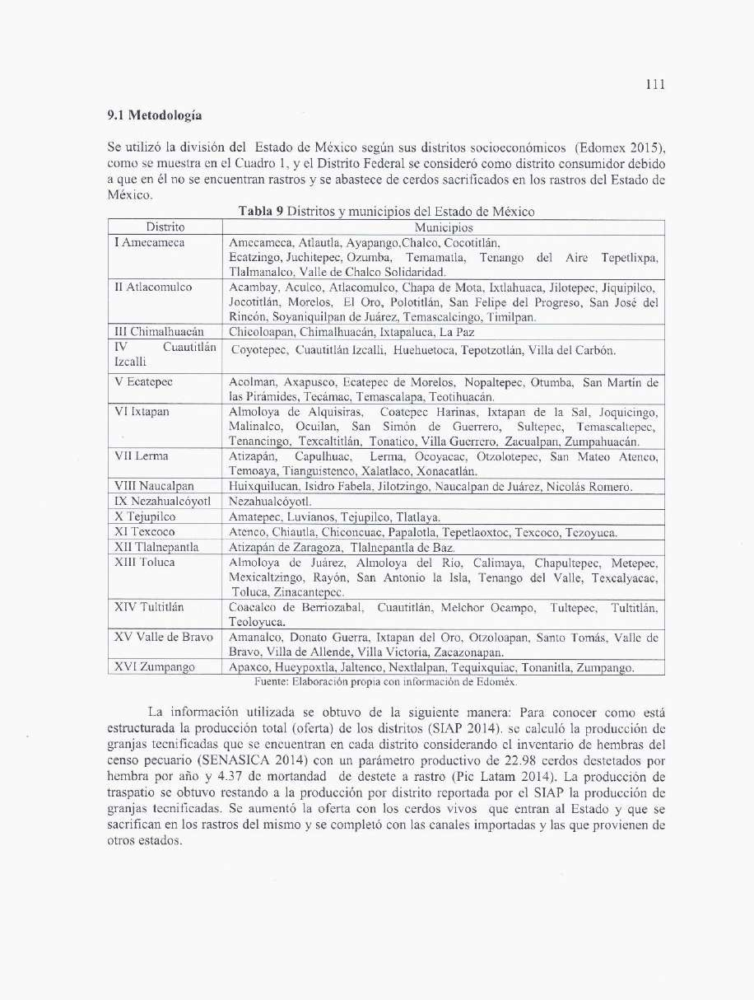 111
9.1 Metodología
Se utilizó la división del Estado de México según sus distritos socioeconómicos (Edomex 2015),
como se muestra en el Cuadro 1, y el Distrito Federal se consideró como distrito consumidor debido
a que en él no se encuentran rastros y se abastece de cerdos sacrificados en los rastros del Estado de
México.
Tabla 9 Distritos y municipios del Estado de México
Distrito Municipios
I Amecameca Amecameca, Atlautla, Ayapango,Chalco, Cocotitlán,
Ecatzingo, Juchitepec, Ozumba, Temamatla, Tenango del Aire Tepetlixpa,
Tlalmanalco, Valle de Chalco Solidaridad.
II Atlacomulco Acambay, Aculco, Atlacomulco, Chapa de Mota, Ixtlahuaca, Jilotepec, Jiquipilco,
Jocotitlán, Morelos, El Oro, Polotitlán, San Felipe del Progreso, San José del
Rincón, Soyaniquilpan de Juárez, Temascalcingo, Timilpan.
III Chimalhuacán Chicoloapan, Chimalhuacán, Ixtapaluca, La Paz
IV Cuautitlán Coyotepec, Cuautitlán Izcalli, Huehuetoca, Tepotzotlán, Villa del Carbón.
Izcalli
V Ecatepec Acolman, Axapusco, Ecatepec de Morelos, Nopaltepec, Otumba, San Martín de
las Pirámides, Tecámac, Temascalapa, Teotihuacán.
VI Ixtapan Almoloya de Alquisiras, Coatepec Harinas, Ixtapan de la Sal, Joquicingo,
Malinalco, Ocuilan, San Simón de Guerrero, Sultepec, Temascaltepec,
Tenancingo, Texcaltitlán, Tonatico, Villa Guerrero, Zacualpan, Zumpahuacán.
VII Lerma Atizapán, Capulhuac, Lerma, Ocoyacac, Otzolotepec, San Mateo Atenco,
Temoaya, Tianguistenco, Xalatlaco, Xonacatlán.
VIII Naucalpan Huixquilucan, Isidro Fabela, Jilotzingo, Naucalpan de Juárez, Nicolás Romero.
IX Nezahualcóyotl Nezahualcóyotl.
X Tejupilco Amatepec, Luvianos, Tejupilco, Tlatlaya.
XI Texcoco Atenco, Chiautla, Chiconcuac, Papalotla, Tepetlaoxtoc, Texcoco, Tezoyuca.
XII Tlalnepantla Atizapán de Zaragoza, Tlalnepantla de Baz.
XIII Toluca Almoloya de Juárez, Almoloya del Rio, Calimaya, Chapultepec, Metepec,
Mexicaltzingo, Rayón, San Antonio la Isla, Tenango del Valle, Texcalyacac,
Toluca, Zinacantepec.
XIV Tultitlán Coacalco de Berriozabal, Cuautitlán, Melchor Ocampo, Tultepec, Tultitlán,
Teoloyuca.
XV Valle de Bravo Amanalco, Donato Guerra, Ixtapan del Oro, Otzoloapan, Santo Tomás, Valle de
Bravo, Villa de Allende, Villa Victoria, Zacazonapan.
XVI Zumpango Apaxco, Hueypoxtla, Jaltenco, Nextlalpan, Tequixquiac, Tonanitla, Zumpango.
Fuente: Elaboración propia con información de Edoméx.
La información utilizada se obtuvo de la siguiente manera: Para conocer como está
estructurada la producción total (oferta) de los distritos (SIAP 2014). se calculó la producción de
granjas tecnificadas que se encuentran en cada distrito considerando el inventario de hembras del
censo pecuario (SENASICA 2014) con un parámetro productivo de 22.98 cerdos destetados por
hembra por año y 4.37 de mortandad de destete a rastro (Pic Latam 2014). La producción de
traspatio se obtuvo restando a la producción por distrito reportada por el SIAP la producción de
granjas tecnificadas. Se aumentó la oferta con los cerdos vivos que entran al Estado y que se
sacrifican en los rastros del mismo y se completó con las canales importadas y las que provienen de
otros estados.